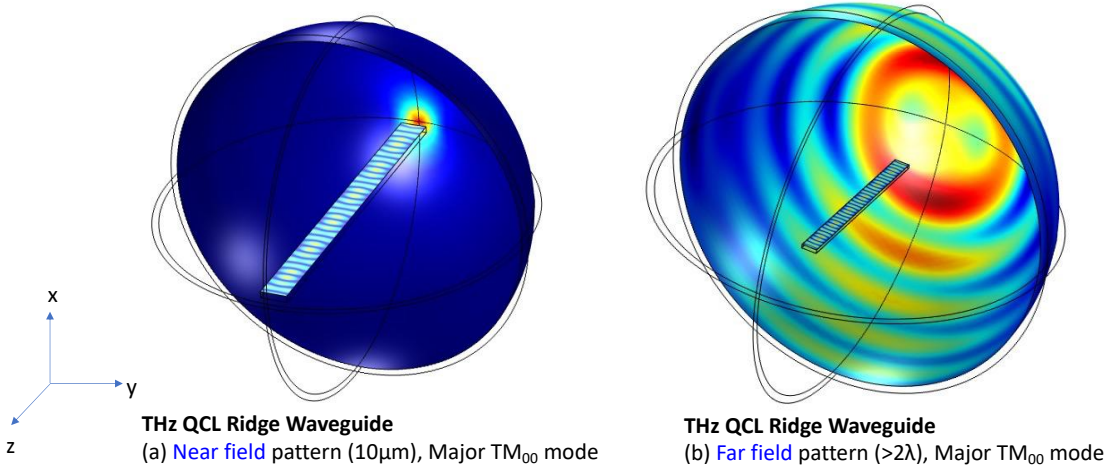 x
y
z
THz QCL Ridge Waveguide
(a) Near field pattern (10μm), Major TM₀₀ mode
THz QCL Ridge Waveguide
(b) Far field pattern (>2λ), Major TM₀₀ mode